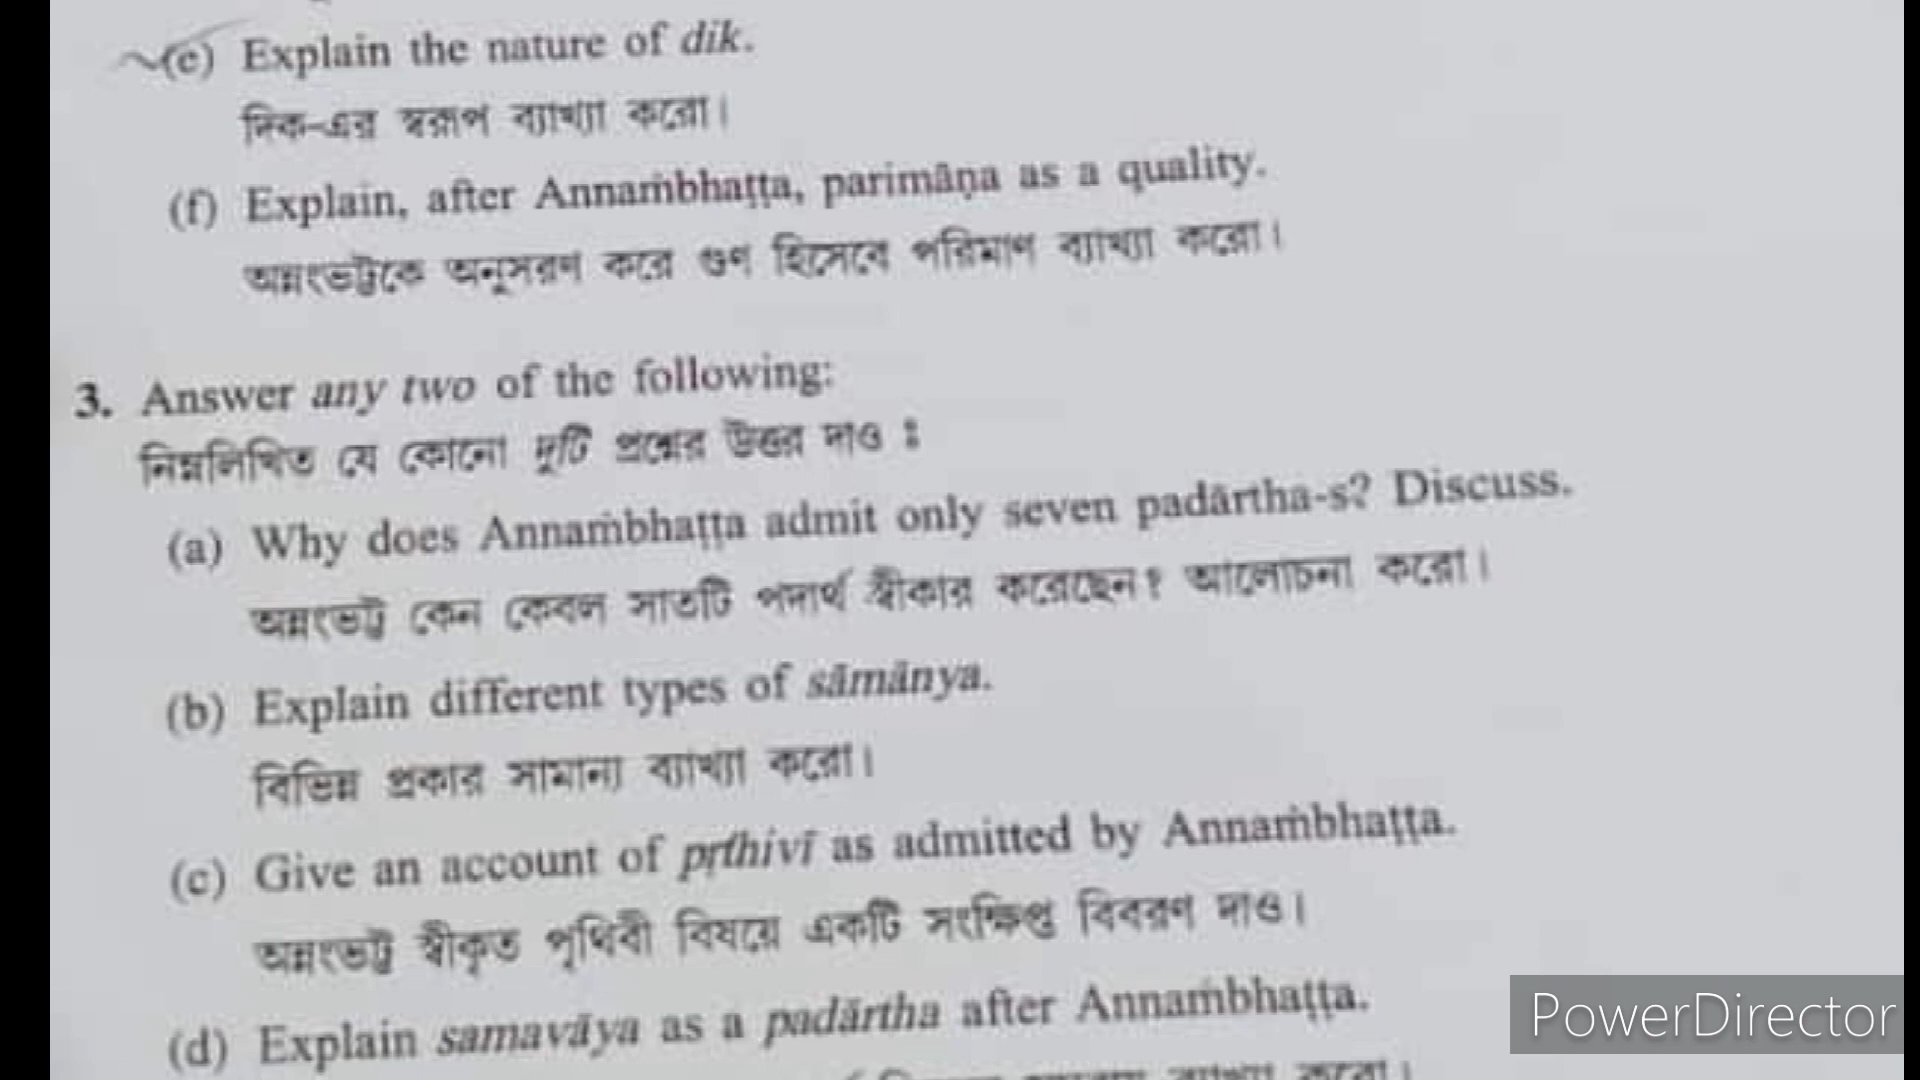 (e) Explain the nature of dik.
দিক-এর স্বরূপ ব্যাখ্যা করো।
(f) Explain, after Annaṁbhaṭṭa, parimāṇa as a quality.
অন্নংভট্টকে অনুসরণ করে গুণ হিসেবে পরিমাণ ব্যাখ্যা করো।
3. Answer any two of the following:
নিম্নলিখিত যে কোনো দুটি প্রশ্নের উত্তর দাও ঃ
(a) Why does Annaṁbhaṭṭa admit only seven padārtha-s? Discuss.
অন্নংভট্ট কেন কেবল সাতটি পদার্থ স্বীকার করেছেন? আলোচনা করো।
(b) Explain different types of sāmānya.
বিভিন্ন প্রকার সামান্য ব্যাখ্যা করো।
(c) Give an account of pṛthivī as admitted by Annaṁbhaṭṭa.
অন্নংভট্ট স্বীকৃত পৃথিবী বিষয়ে একটি সংক্ষিপ্ত বিবরণ দাও।
(d) Explain samavāya as a padārtha after Annaṁbhaṭṭa.
ব্যাখ্যা করো।
PowerDirector